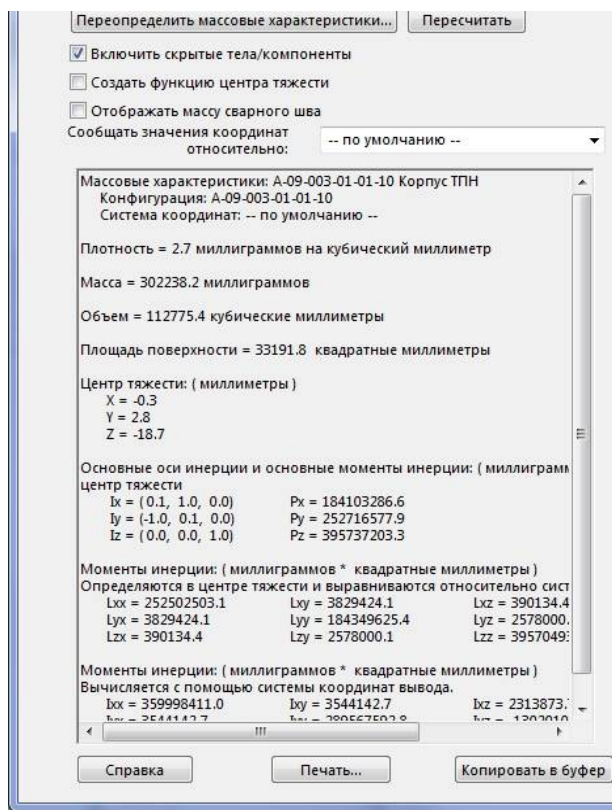 Переопределить массовые характеристики... Пересчитать
Включить скрытые тела/компоненты
Создать функцию центра тяжести
Отображать массу сварного шва
Сообщать значения координат относительно: -- по умолчанию --
Массовые характеристики: А-09-003-01-01-10 Корпус ТПН
Конфигурация: А-09-003-01-01-10
Система координат: -- по умолчанию --
Плотность = 2.7 миллиграммов на кубический миллиметр
Масса = 302238.2 миллиграммов
Объем = 112775.4 кубические миллиметры
Площадь поверхности = 33191.8 квадратные миллиметры
Центр тяжести: ( миллиметры )
X = -0.3
Y = 2.8
Z = -18.7
Основные оси инерции и основные моменты инерции: ( миллиграмм
центр тяжести
Ix = ( 0.1, 1.0, 0.0) Px = 184103286.6
Iy = (-1.0, 0.1, 0.0) Py = 252716577.9
Iz = ( 0.0, 0.0, 1.0) Pz = 395737203.3
Моменты инерции: ( миллиграммов * квадратные миллиметры )
Определяются в центре тяжести и выравниваются относительно сист
Lxx = 252502503.1 Lxy = 3829424.1 Lxz = 390134.4
Lyx = 3829424.1 Lyy = 184349625.4 Lyz = 2578000.
Lzx = 390134.4 Lzy = 2578000.1 Lzz = 3957049
Моменты инерции: ( миллиграммов * квадратные миллиметры )
Вычисляется с помощью системы координат вывода.
Ixx = 359998411.0 Ixy = 3544142.7 Ixz = 2313873.
Справка Печать... Копировать в буфер